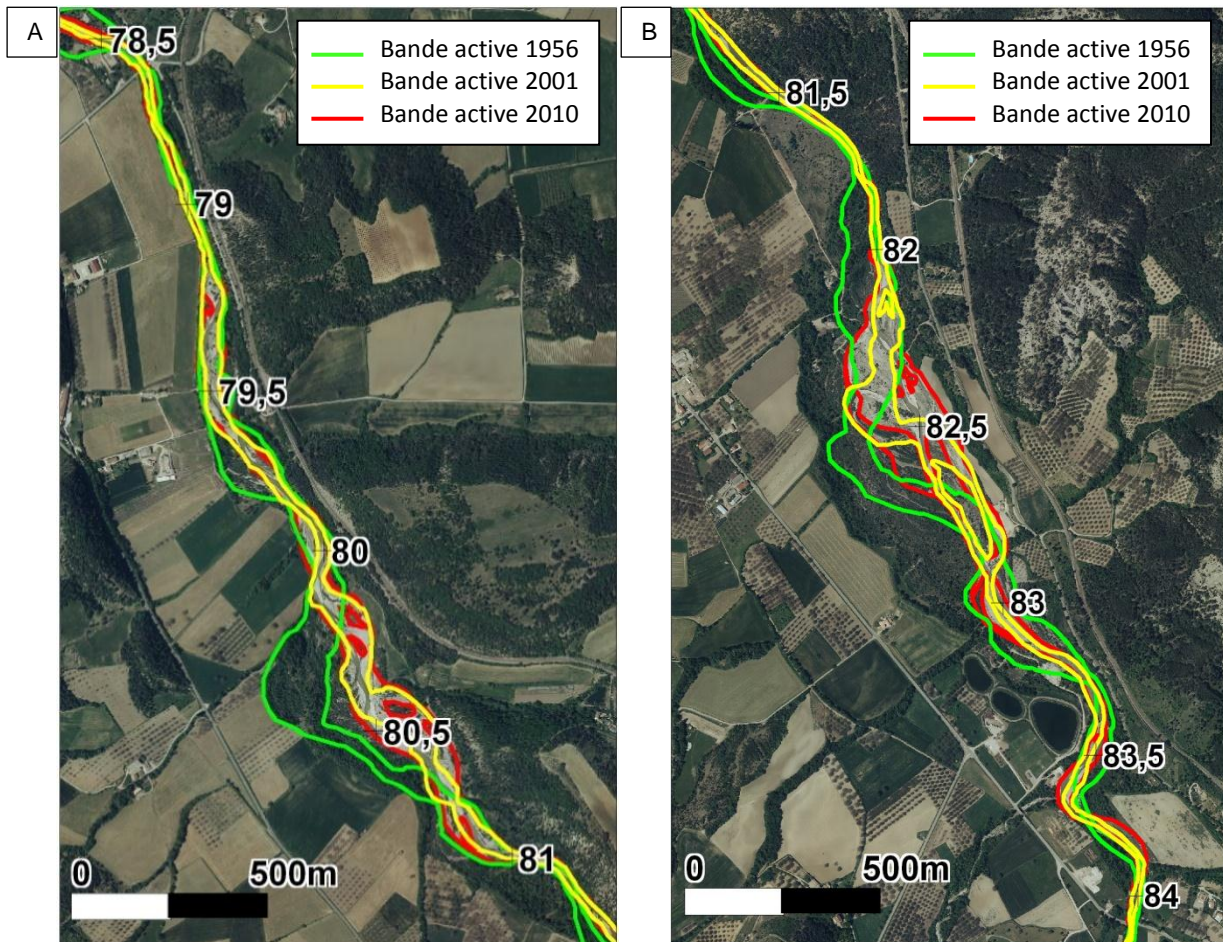 A
Bande active 1956
Bande active 2001
Bande active 2010
78,5
79
79,5
80
80,5
81
0 500m
B
Bande active 1956
Bande active 2001
Bande active 2010
81,5
82
82,5
83
83,5
84
0 500m